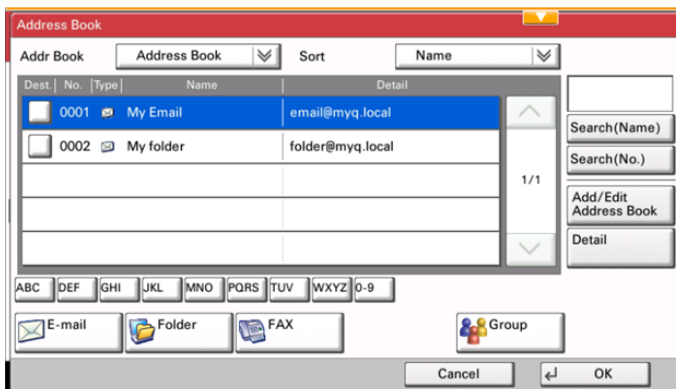 Address Book
Addr Book Address Book Sort Name
Dest. No. Type Name Detail
0001 My Email email@myq.local
0002 My folder folder@myq.local
1/1
Search(Name)
Search(No.)
Add/Edit
Address Book
Detail
ABC DEF GHI JKL MNO PQRS TUV WXYZ 0-9
E-mail Folder FAX Group
Cancel OK